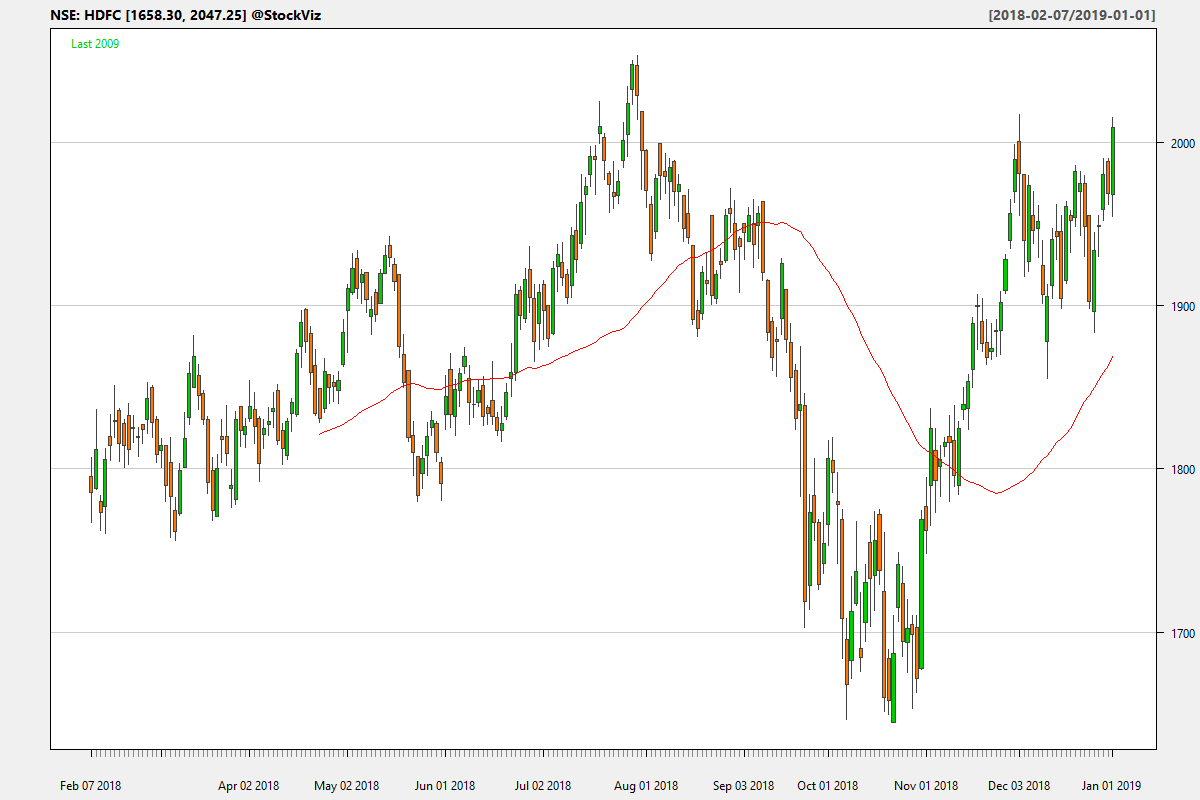 NSE: HDFC [1658.30, 2047.25] @StockViz
[2018-02-07/2019-01-01]
Last 2009
2000
1900
1800
1700
Feb 07 2018
Apr 02 2018
May 02 2018
Jun 01 2018
Jul 02 2018
Aug 01 2018
Sep 03 2018
Oct 01 2018
Nov 01 2018
Dec 03 2018
Jan 01 2019